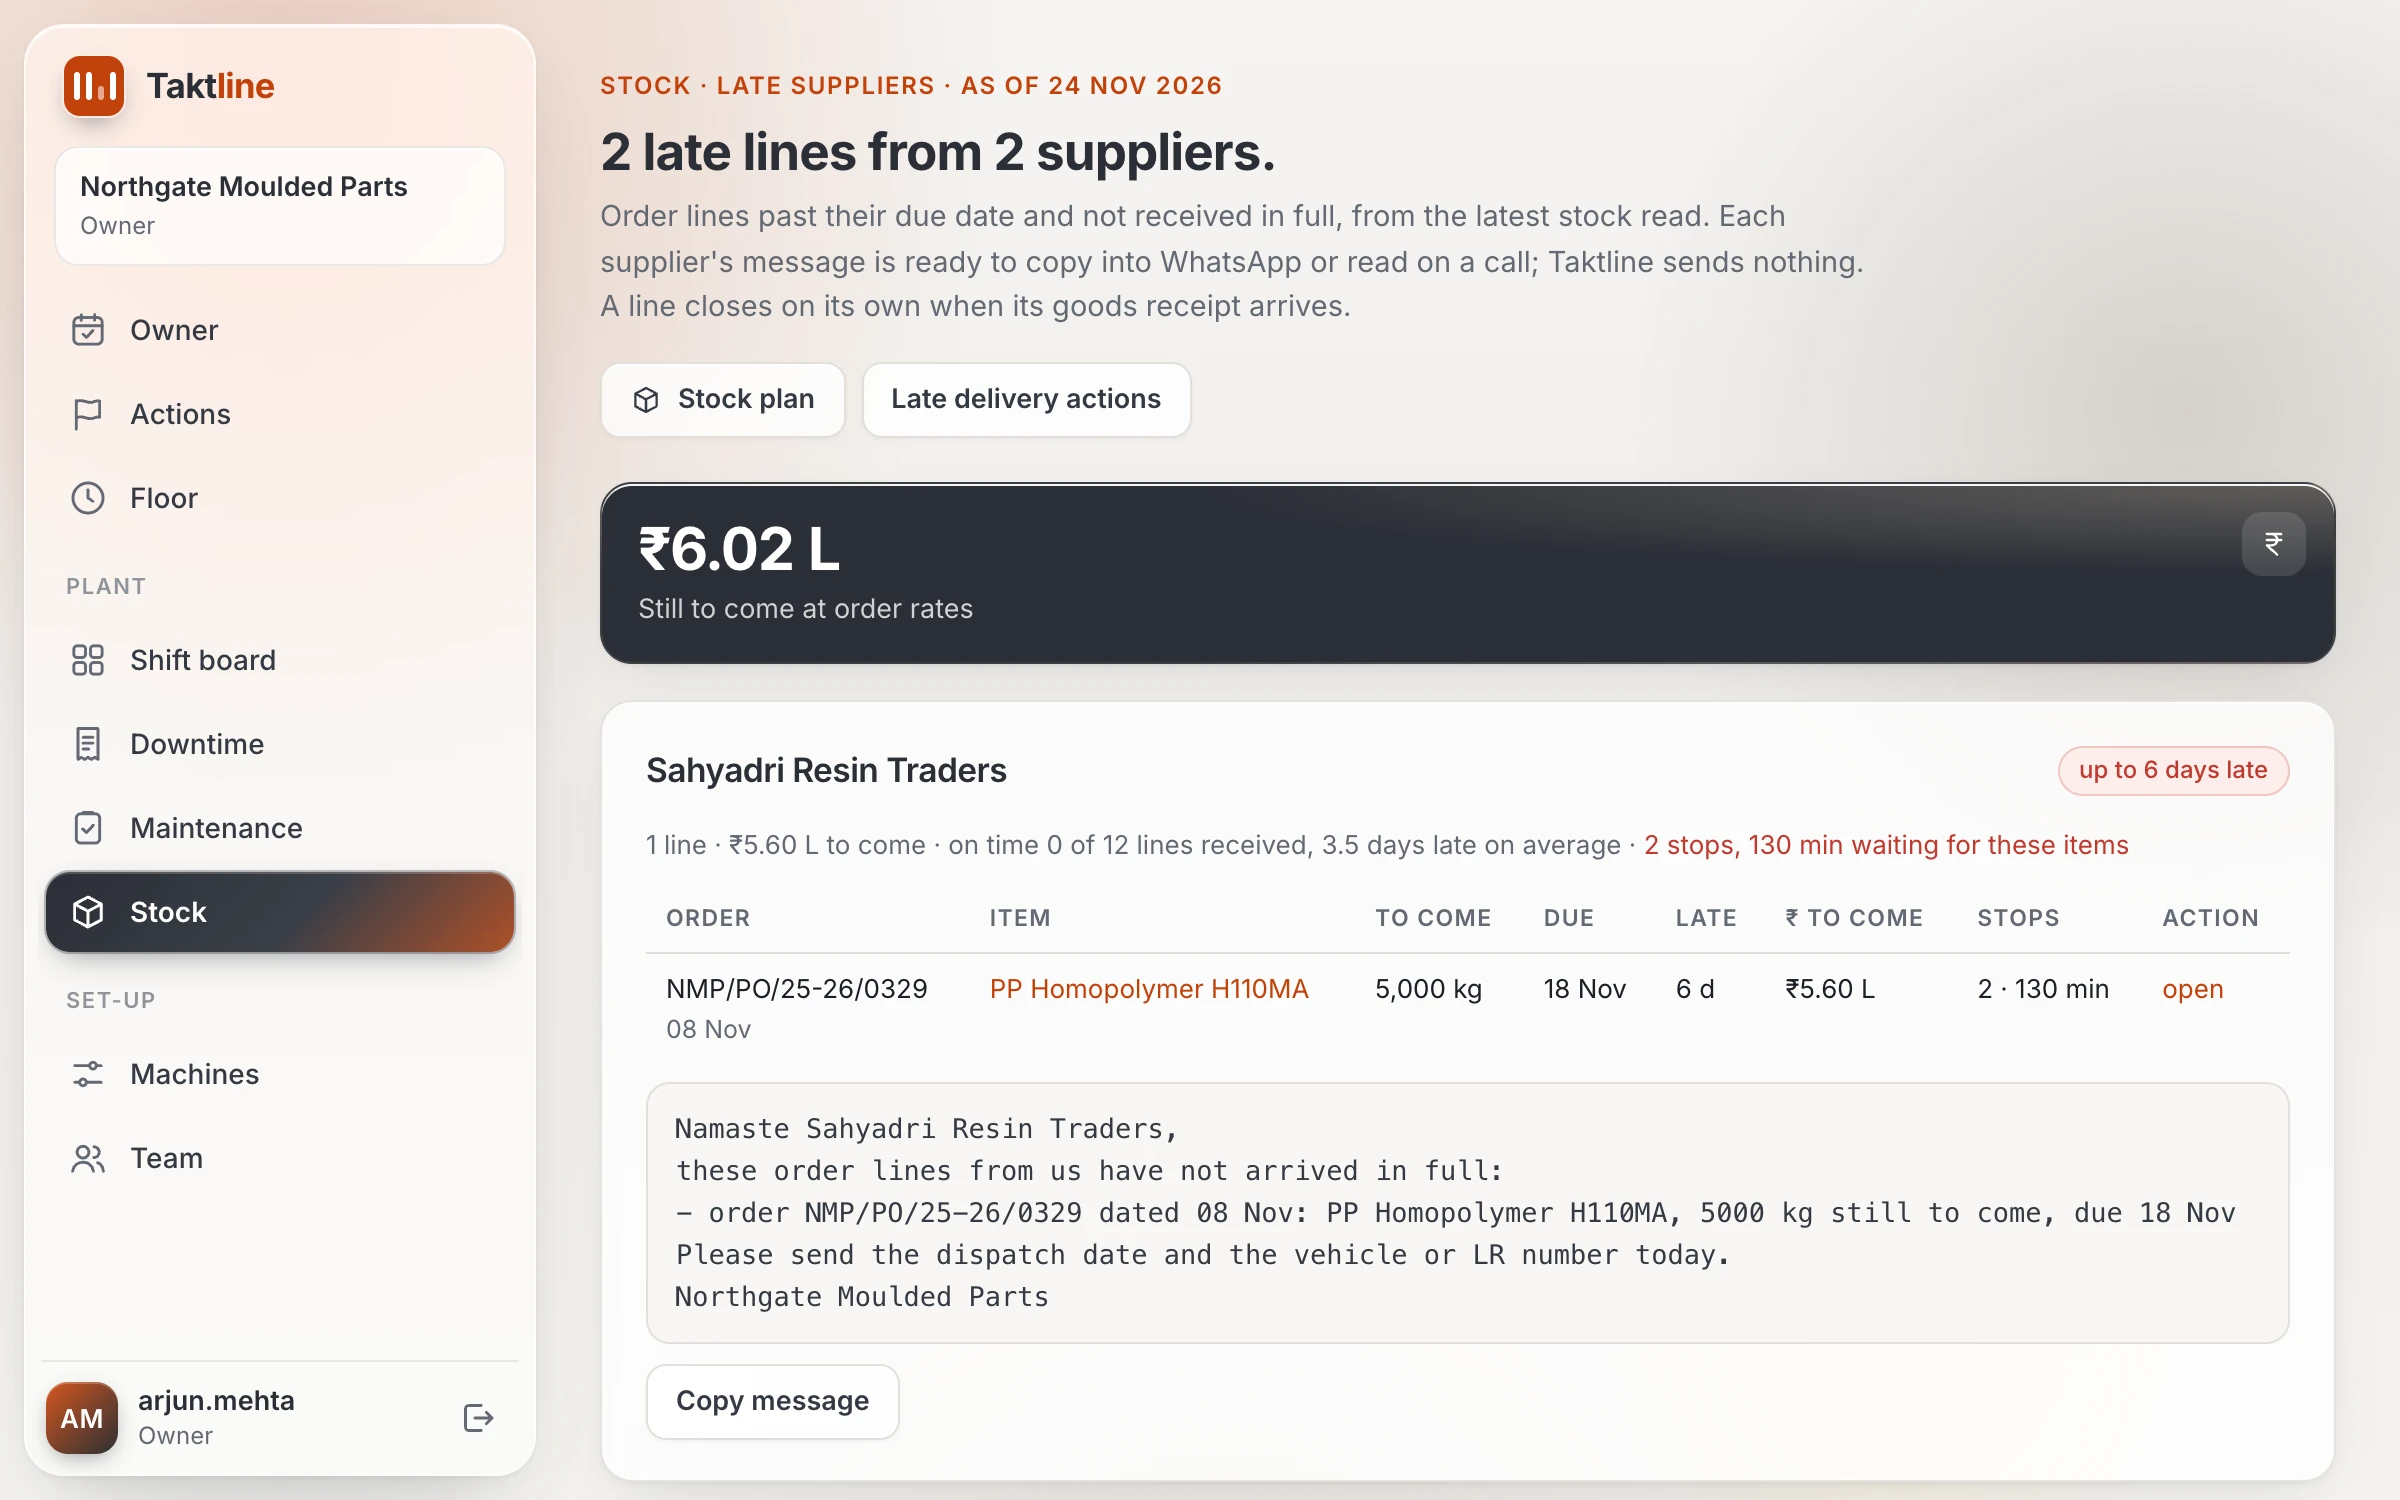 Taktline
Northgate Moulded Parts
Owner
Owner
Actions
Floor
PLANT
Shift board
Downtime
Maintenance
Stock
SET-UP
Machines
Team
AM
arjun.mehta
Owner
STOCK · LATE SUPPLIERS · AS OF 24 NOV 2026
2 late lines from 2 suppliers.
Order lines past their due date and not received in full, from the latest stock read. Each
supplier's message is ready to copy into WhatsApp or read on a call; Taktline sends nothing.
A line closes on its own when its goods receipt arrives.
Stock plan
Late delivery actions
₹6.02 L
₹
Still to come at order rates
Sahyadri Resin Traders
up to 6 days late
1 line · ₹5.60 L to come · on time 0 of 12 lines received, 3.5 days late on average · 2 stops, 130 min waiting for these items
ORDER ITEM TO COME DUE LATE ₹ TO COME STOPS ACTION
NMP/PO/25-26/0329 PP Homopolymer H110MA 5,000 kg 18 Nov 6 d ₹5.60 L 2 · 130 min open
08 Nov
Namaste Sahyadri Resin Traders,
these order lines from us have not arrived in full:
– order NMP/PO/25–26/0329 dated 08 Nov: PP Homopolymer H110MA, 5000 kg still to come, due 18 Nov
Please send the dispatch date and the vehicle or LR number today.
Northgate Moulded Parts
Copy message